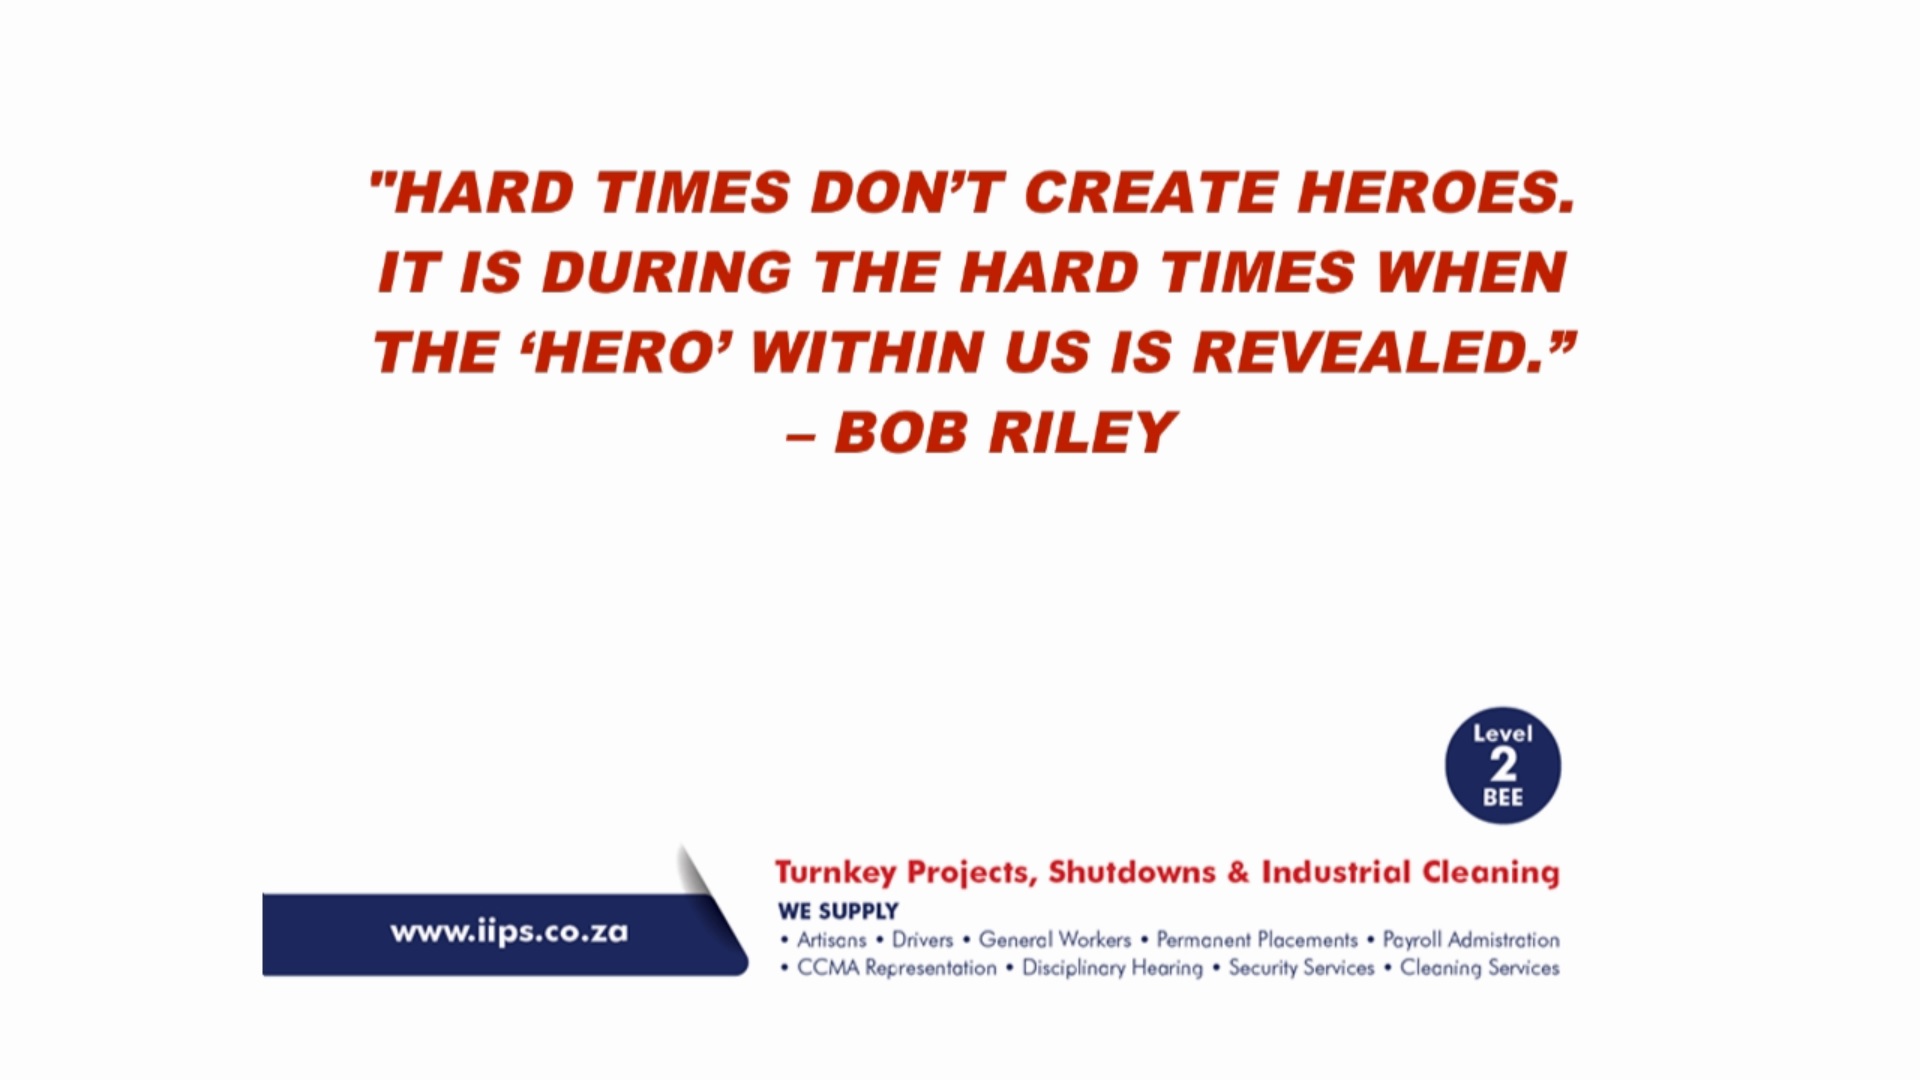 "HARD TIMES DON’T CREATE HEROES.
IT IS DURING THE HARD TIMES WHEN
THE ‘HERO’ WITHIN US IS REVEALED.”
– BOB RILEY
Level
2
BEE
Turnkey Projects, Shutdowns & Industrial Cleaning
WE SUPPLY
www.iips.co.za
• Artisans • Drivers • General Workers • Permanent Placements • Payroll Admistration
• CCMA Representation • Disciplinary Hearing • Security Services • Cleaning Services